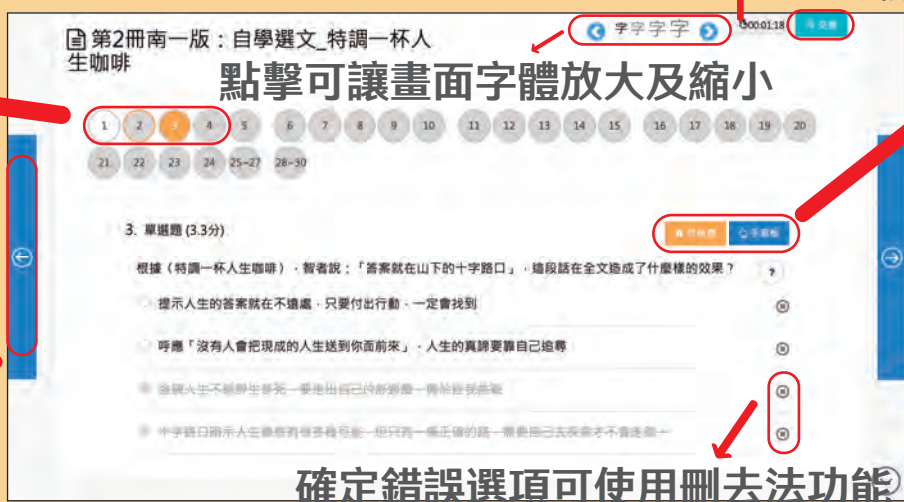 第2冊南一版：自學選文_特調一杯人 字字字字 00:01:18 交卷
生咖啡
點擊可讓畫面字體放大及縮小
1 2 3 4 5 6 7 8 9 10 11 12 13 14 15 16 17 18 19 20
21 22 23 24 25~27 28~30
3. 單選題 (3.3分) 手寫板
根據〈特調一杯人生咖啡〉，智者說：「答案就在山下的十字路口」，這段話在全文造成了什麼樣的效果？ ?
提示人生的答案就在不遠處，只要付出行動，一定會找到
呼應「沒有人會把現成的人生送到你面前來」，人生的真諦要靠自己追尋
確定錯誤選項可使用刪去法功能